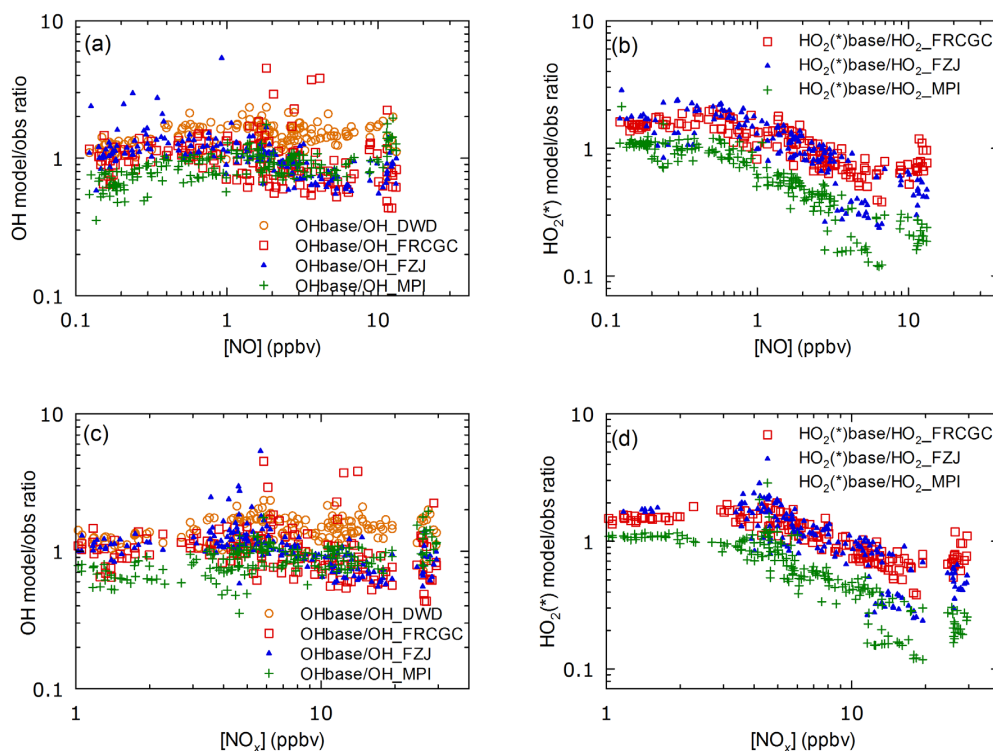 10
1
0.1
OH model/obs ratio
(a)
OHbase/OH_DWD
OHbase/OH_FRCGC
OHbase/OH_FZJ
OHbase/OH_MPI
0.1
1
10
[NO] (ppbv)
10
1.0
0.1
HO₂(*) model/obs ratio
(b)
HO₂(*)base/HO₂_FRCGC
HO₂(*)base/HO₂_FZJ
HO₂(*)base/HO₂_MPI
0.1
1
10
[NO] (ppbv)
10
1
0.1
OH model/obs ratio
(c)
OHbase/OH_DWD
OHbase/OH_FRCGC
OHbase/OH_FZJ
OHbase/OH_MPI
1
10
[NOₓ] (ppbv)
10
1.0
0.1
HO₂(*) model/obs ratio
(d)
HO₂(*)base/HO₂_FRCGC
HO₂(*)base/HO₂_FZJ
HO₂(*)base/HO₂_MPI
1
10
[NOₓ] (ppbv)